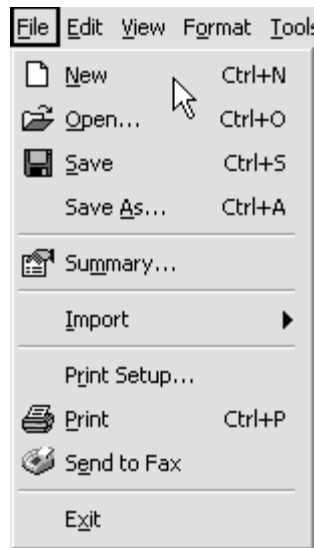 File Edit View Format Tools
New Ctrl+N
Open... Ctrl+O
Save Ctrl+S
Save As... Ctrl+A
Summary...
Import
Print Setup...
Print Ctrl+P
Send to Fax
Exit